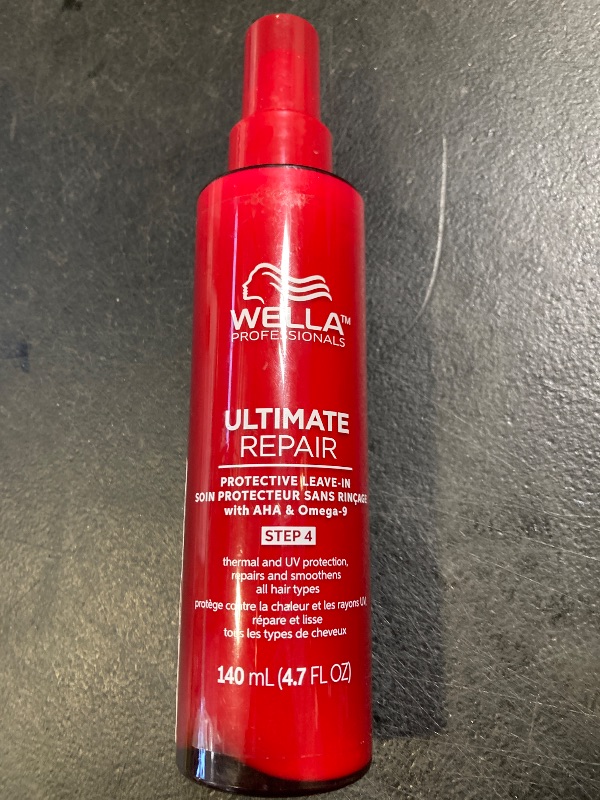 WELLA™
PROFESSIONALS
ULTIMATE
REPAIR
PROTECTIVE LEAVE-IN
SOIN PROTECTEUR SANS RINÇAGE
with AHA & Omega-9
STEP 4
thermal and UV protection,
repairs and smoothens
all hair types
protège contre la chaleur et les rayons UV,
répare et lisse
tous les types de cheveux
140 mL (4.7 FL OZ)